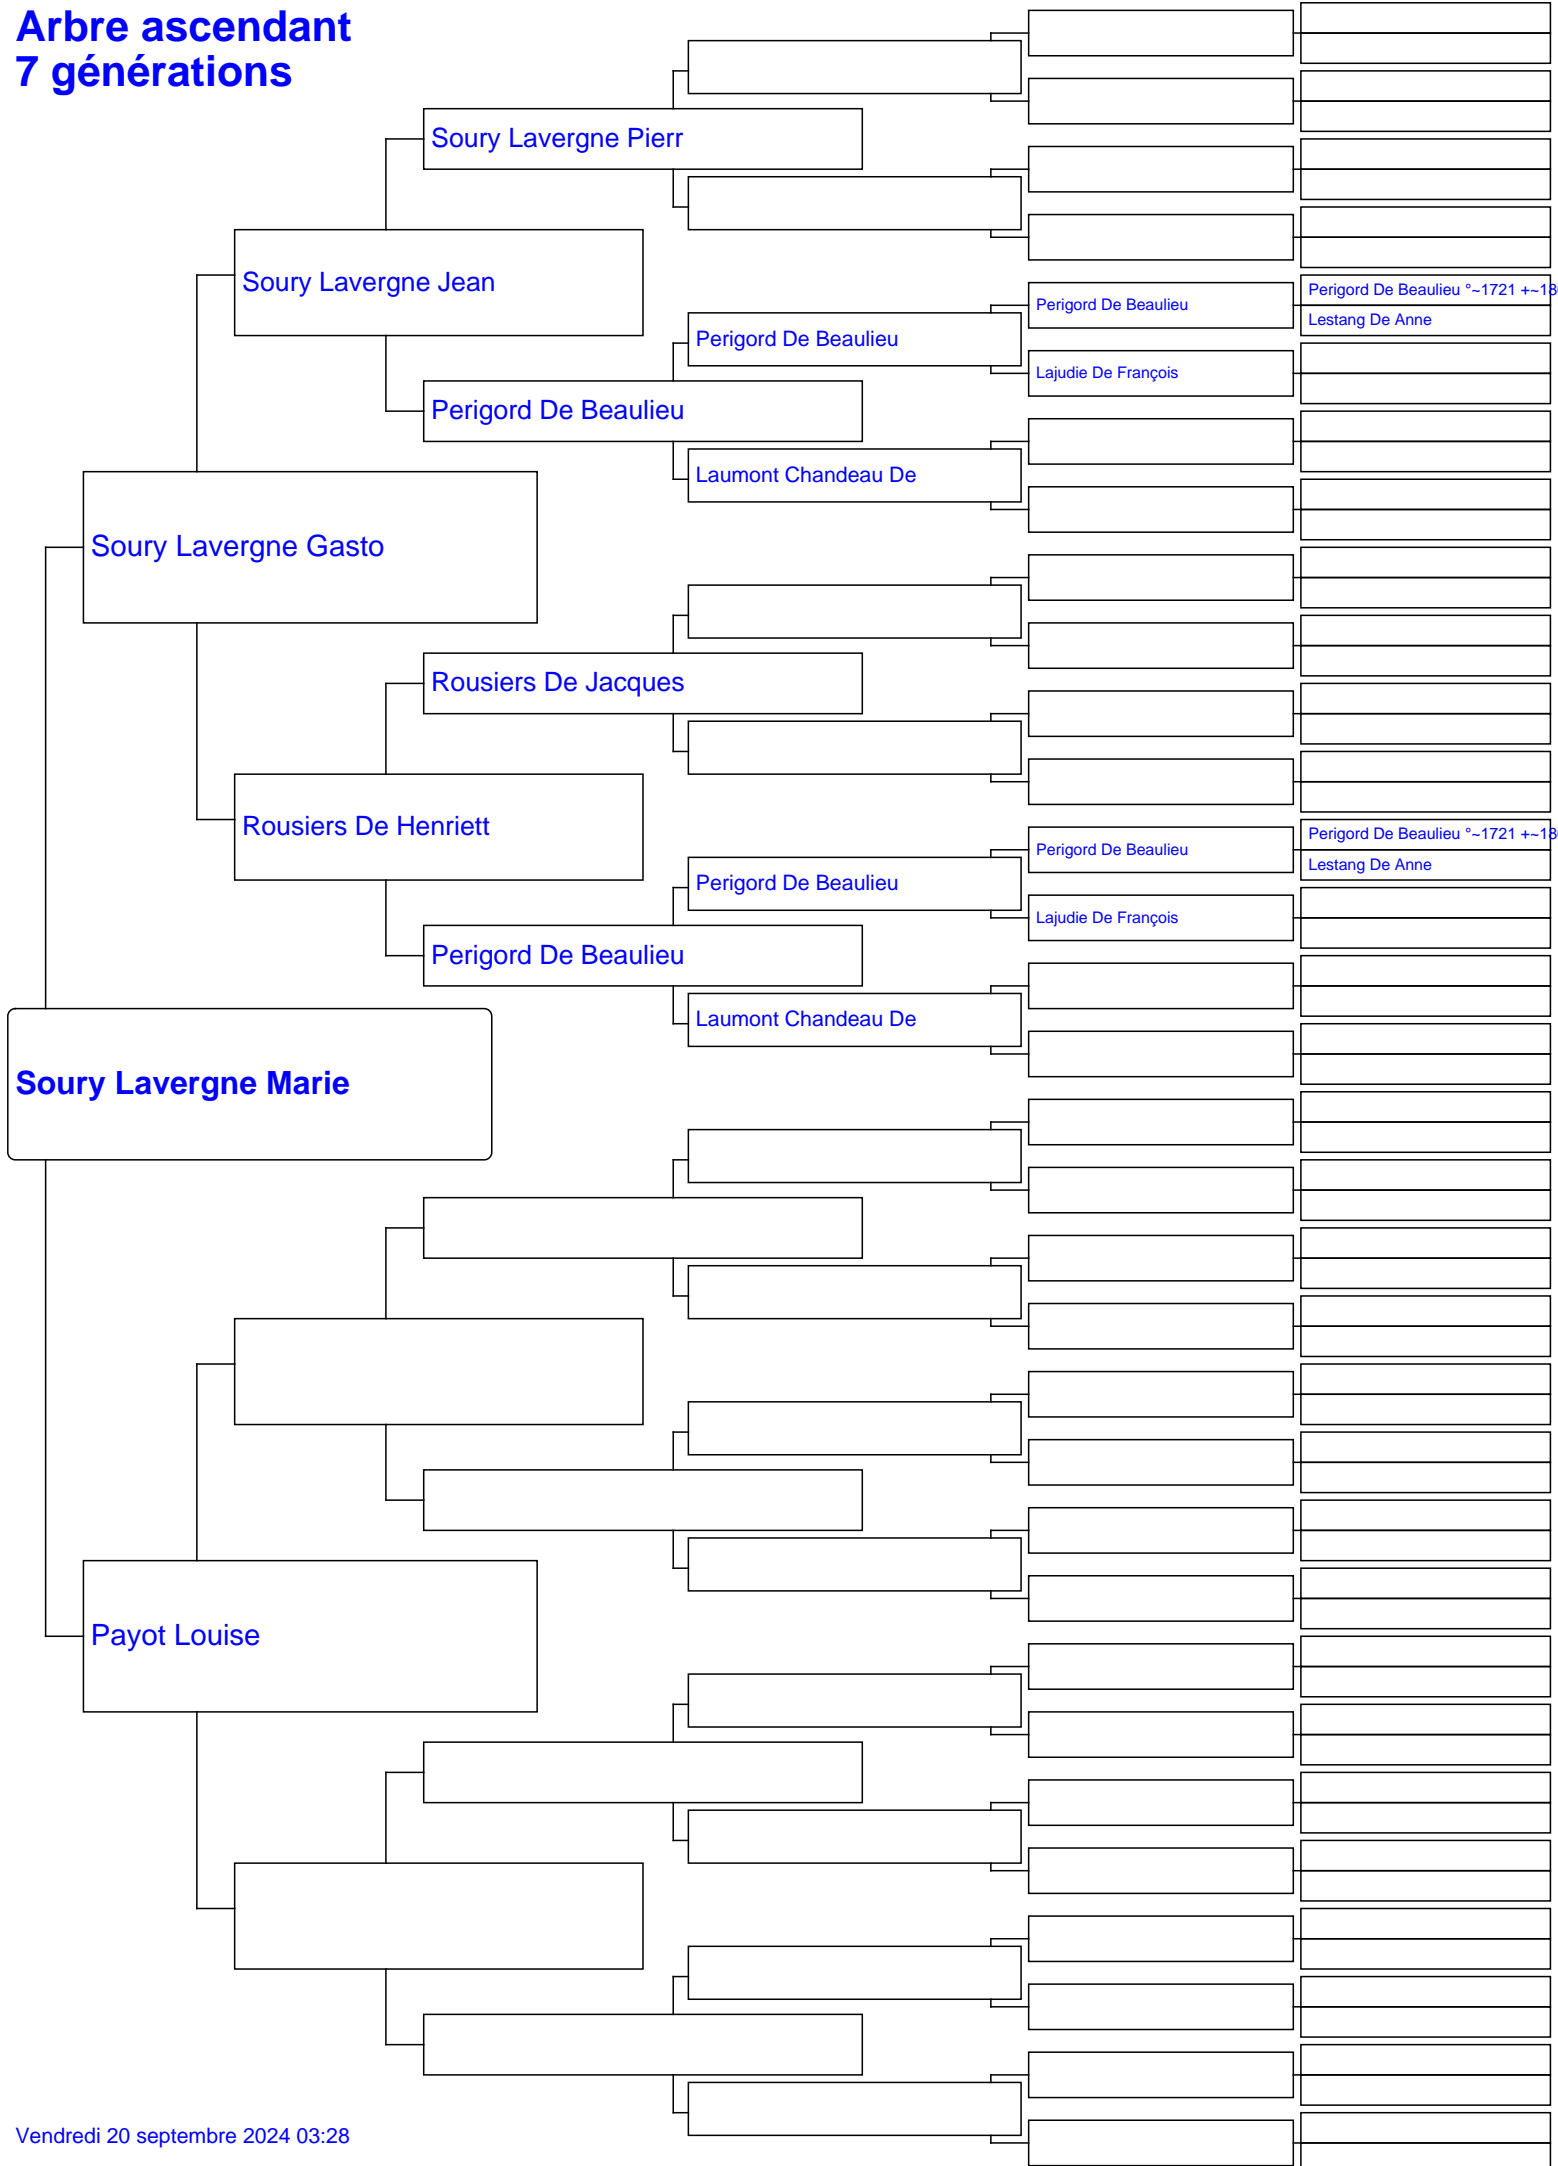 Arbre ascendant
7 générations
Soury Lavergne Pierr
Soury Lavergne Jean
Perigord De Beaulieu °~1721 +~18
Perigord De Beaulieu
Lestang De Anne
Perigord De Beaulieu
Lajudie De François
Perigord De Beaulieu
Laumont Chandeau De
Soury Lavergne Gasto
Rousiers De Jacques
Rousiers De Henriett
Perigord De Beaulieu °~1721 +~18
Perigord De Beaulieu
Lestang De Anne
Perigord De Beaulieu
Lajudie De François
Perigord De Beaulieu
Laumont Chandeau De
Soury Lavergne Marie
Payot Louise
Vendredi 20 septembre 2024 03:28